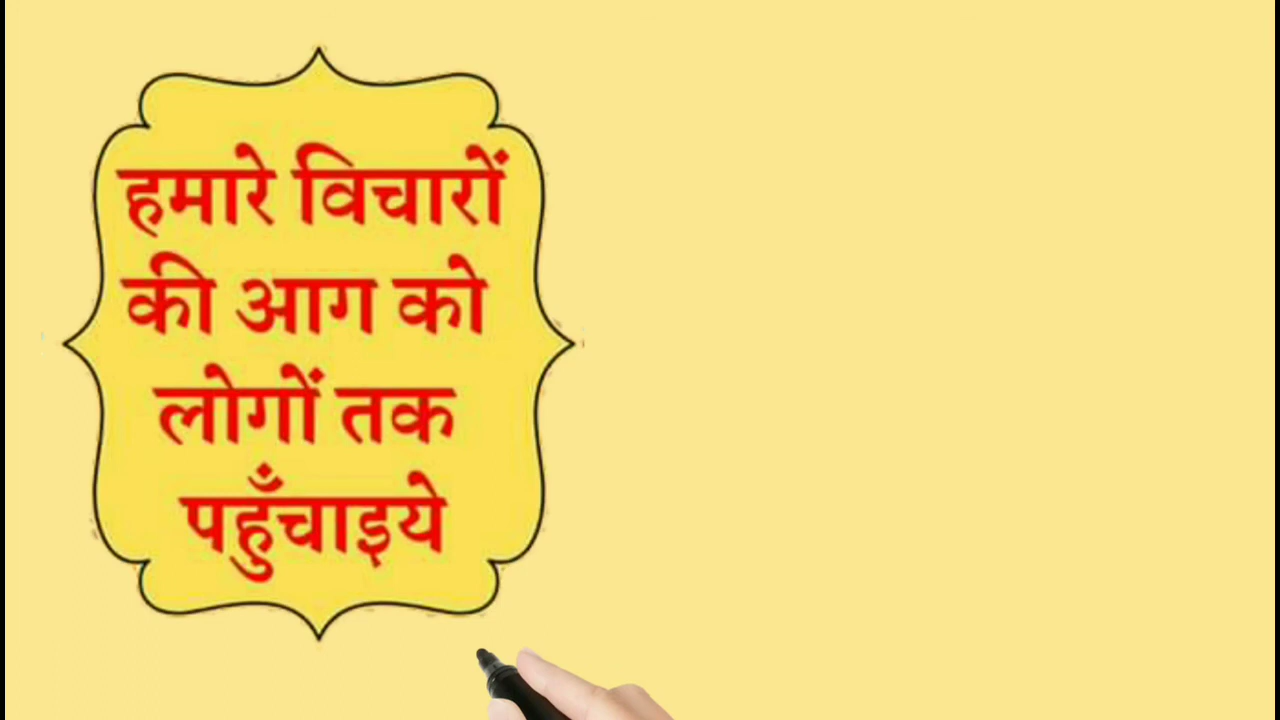 हमारे विचारों
की आग को
लोगों तक
पहुँचाइये